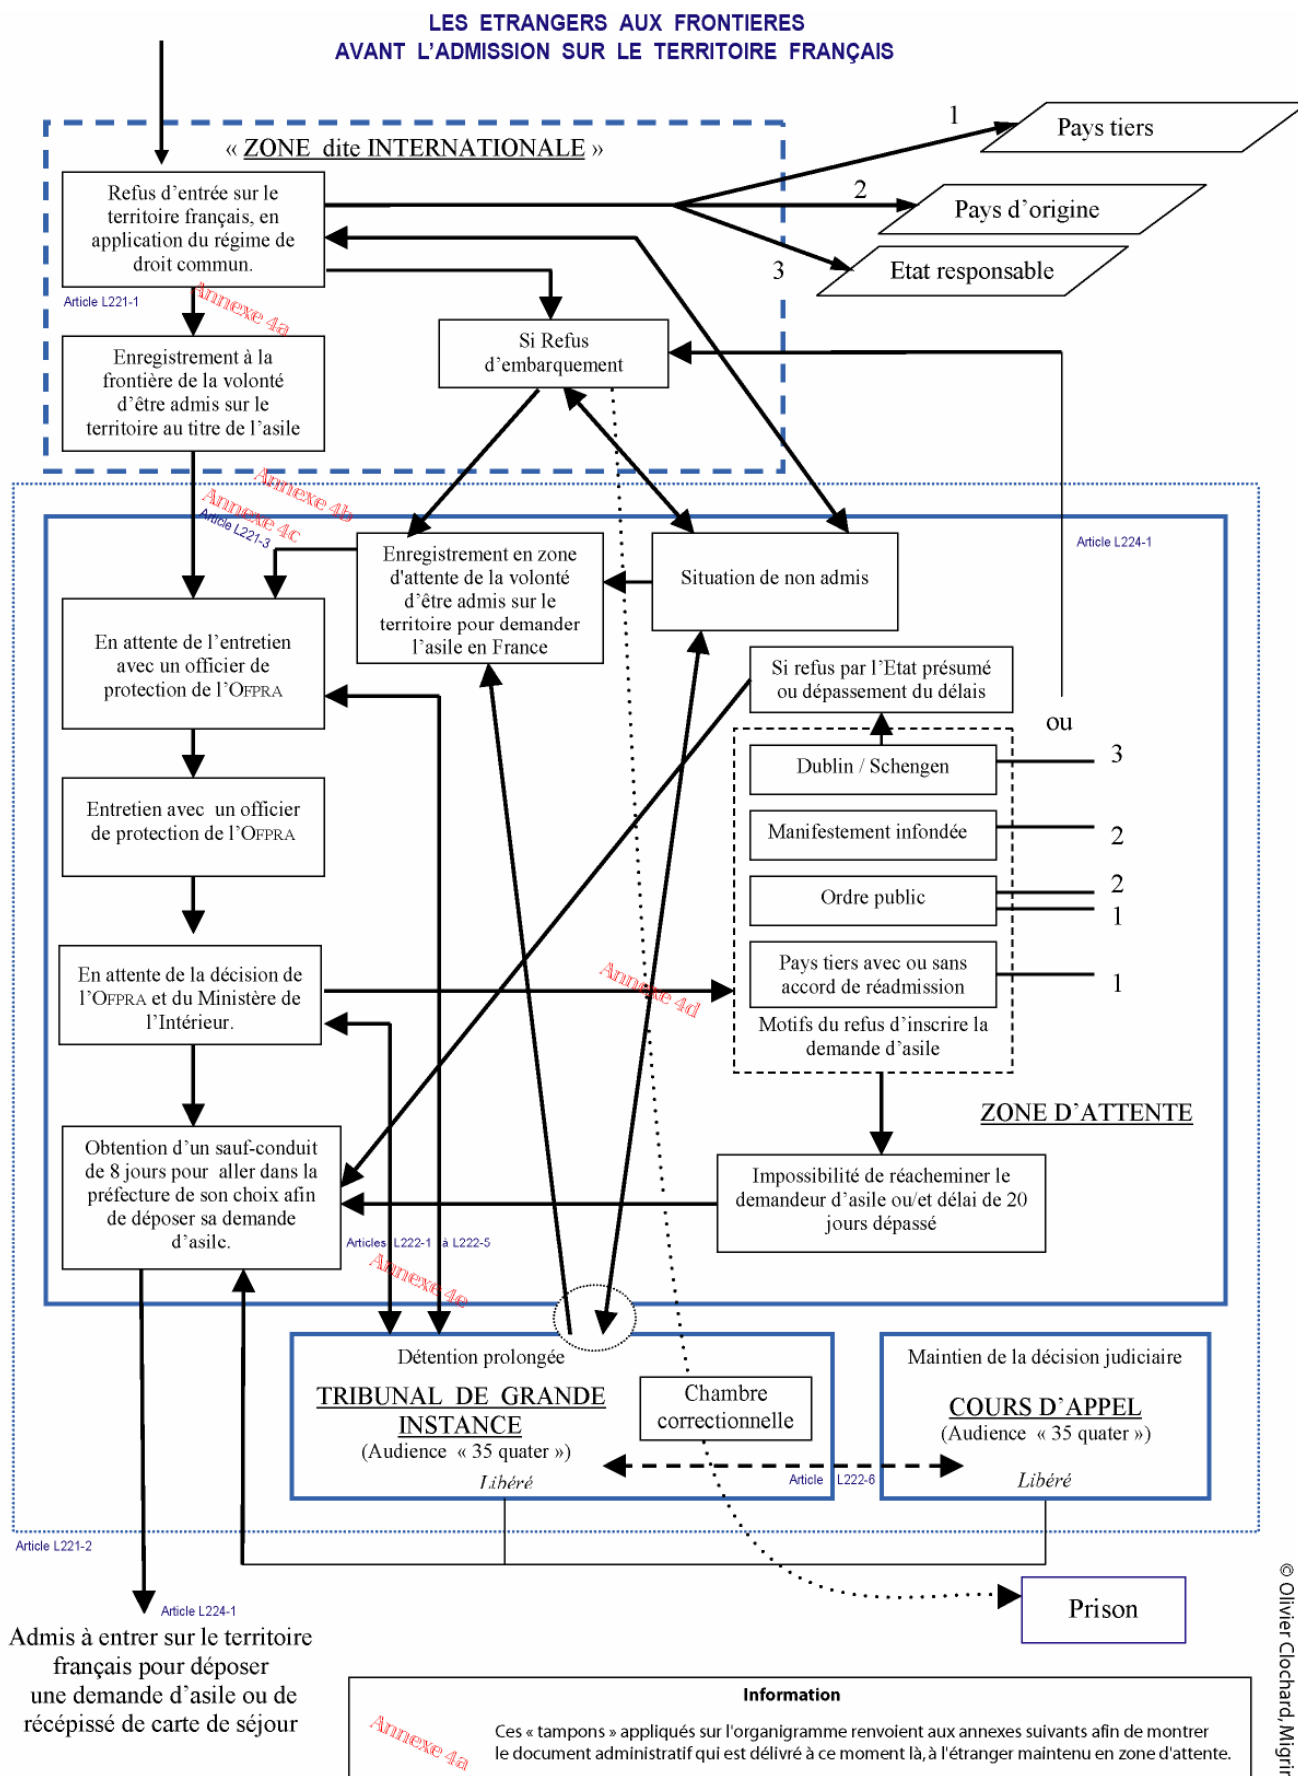 LES ETRANGERS AUX FRONTIERES
AVANT L'ADMISSION SUR LE TERRITOIRE FRANÇAIS
« ZONE dite INTERNATIONALE »
1
Pays tiers
2
Pays d'origine
3
Etat responsable
Refus d'entrée sur le
territoire français, en
application du régime de
droit commun.
Article L221-1
Annexe 4a
Si Refus
d'embarquement
Enregistrement à la
frontière de la volonté
d'être admis sur le
territoire au titre de l'asile
Annexe 4b
Annexe 4c
Article L221-3
Article L224-1
Enregistrement en zone
d'attente de la volonté
d'être admis sur le
territoire pour demander
l'asile en France
Situation de non admis
En attente de l'entretien
avec un officier de
protection de l'OFPRA
Si refus par l'Etat présumé
ou dépassement du délais
ou
Dublin / Schengen
3
Entretien avec un officier
de protection de l'OFPRA
Manifestement infondée
2
Ordre public
2
1
En attente de la décision de
l'OFPRA et du Ministère de
l'Intérieur.
Annexe 4d
Pays tiers avec ou sans
accord de réadmission
1
Motifs du refus d'inscrire la
demande d'asile
ZONE D'ATTENTE
Obtention d'un sauf-conduit
de 8 jours pour aller dans la
préfecture de son choix afin
de déposer sa demande
d'asile.
Impossibilité de réacheminer le
demandeur d'asile ou/et délai de 20
jours dépassé
Articles L222-1 à L222-5
Annexe 4e
Détention prolongée
TRIBUNAL DE GRANDE
INSTANCE
(Audience « 35 quater »)
Libéré
Chambre
correctionnelle
Article L222-6
Maintien de la décision judiciaire
COURS D'APPEL
(Audience « 35 quater »)
Libéré
Article L221-2
Prison
Article L224-1
Admis à entrer sur le territoire
français pour déposer
une demande d'asile ou de
récépissé de carte de séjour
Information
Annexe 4a
Ces « tampons » appliqués sur l'organigramme renvoient aux annexes suivants afin de montrer
le document administratif qui est délivré à ce moment là, à l'étranger maintenu en zone d'attente.
© Olivier Clochard, Migrin